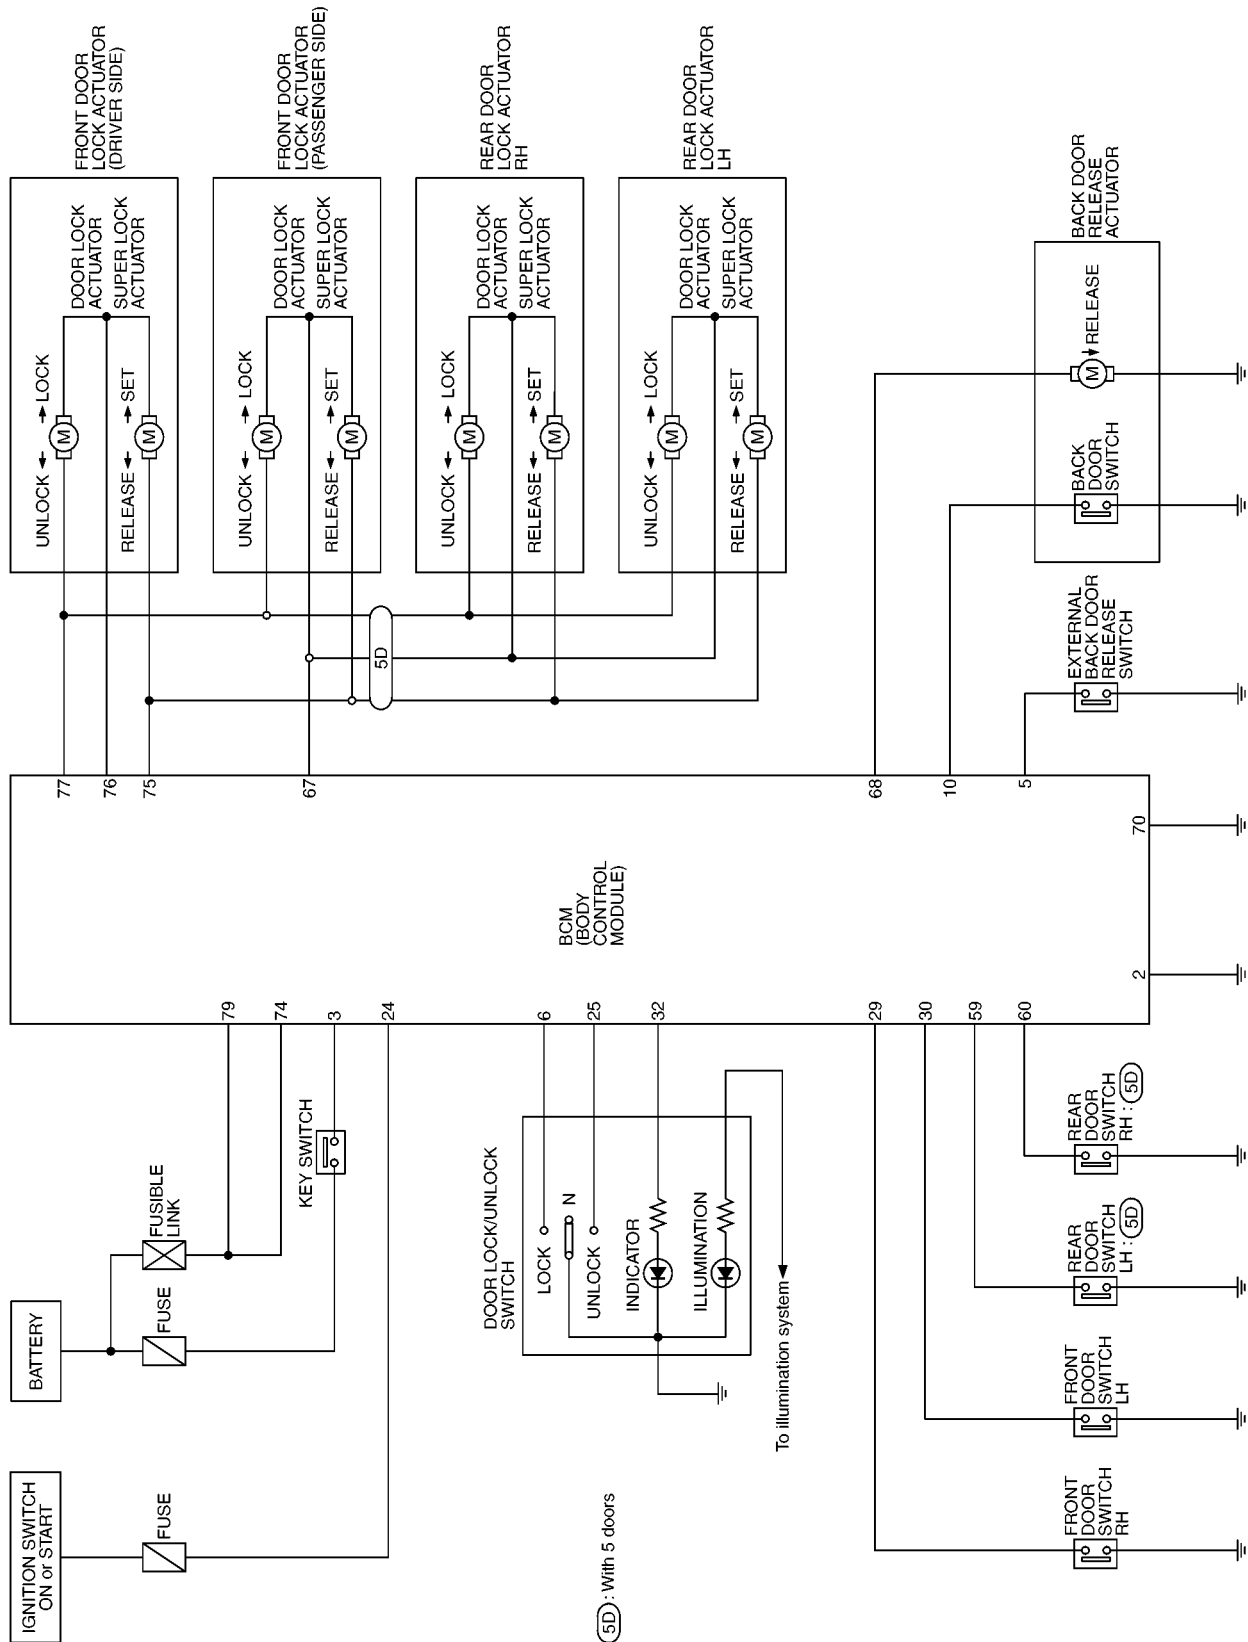 IGNITION SWITCH
ON or START
BATTERY
FUSE
FUSE
FUSIBLE
LINK
KEY SWITCH
DOOR LOCK/UNLOCK
SWITCH
LOCK
N
UNLOCK
INDICATOR
ILLUMINATION
To illumination system
5D : With 5 doors
79
74
3
24
6
25
32
29
30
59
60
BCM
(BODY
CONTROL
MODULE)
2
70
77
76
75
67
68
10
5
5D
UNLOCK
LOCK
RELEASE
SET
M
M
DOOR LOCK
ACTUATOR
SUPER LOCK
ACTUATOR
FRONT DOOR
LOCK ACTUATOR
(DRIVER SIDE)
UNLOCK
LOCK
RELEASE
SET
M
M
DOOR LOCK
ACTUATOR
SUPER LOCK
ACTUATOR
FRONT DOOR
LOCK ACTUATOR
(PASSENGER SIDE)
UNLOCK
LOCK
RELEASE
SET
M
M
DOOR LOCK
ACTUATOR
SUPER LOCK
ACTUATOR
REAR DOOR
LOCK ACTUATOR
RH
UNLOCK
LOCK
RELEASE
SET
M
M
DOOR LOCK
ACTUATOR
SUPER LOCK
ACTUATOR
REAR DOOR
LOCK ACTUATOR
LH
FRONT
DOOR
SWITCH
RH
FRONT
DOOR
SWITCH
LH
REAR
DOOR
SWITCH
LH : 5D
REAR
DOOR
SWITCH
RH : 5D
EXTERNAL
BACK DOOR
RELEASE
SWITCH
BACK
DOOR
SWITCH
M
RELEASE
BACK DOOR
RELEASE
ACTUATOR